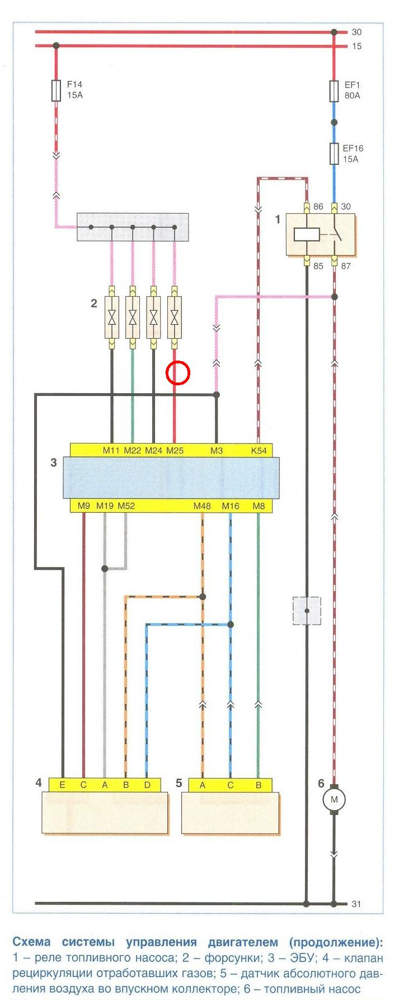 30
15
F14
15A
EF1
80A
EF16
15A
86 30
1
85 87
2
M11 M22 M24 M25 M3 K54
3
M9 M19 M52 M48 M16 M8
4 E C A B D
5 A C B
6
M
31
Схема системы управления двигателем (продолжение):
1 – реле топливного насоса; 2 – форсунки; 3 – ЭБУ; 4 – клапан
рециркуляции отработавших газов; 5 – датчик абсолютного дав-
ления воздуха во впускном коллекторе; 6 – топливный насос